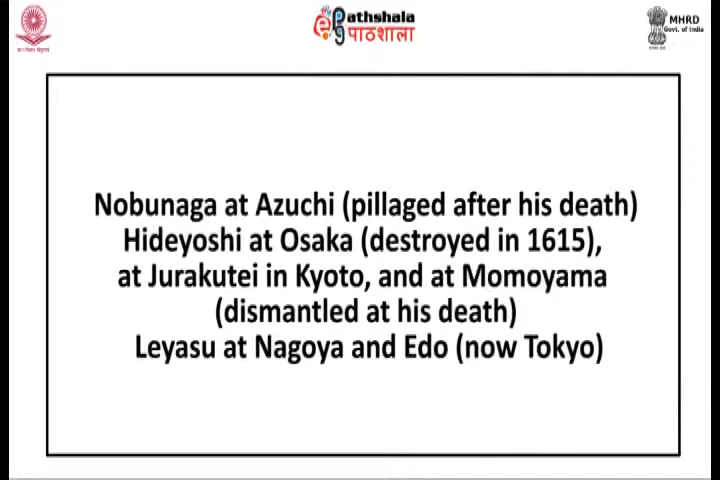 Pathshala
पाठशाला
MHRD
Govt. of India
Nobunaga at Azuchi (pillaged after his death)
Hideyoshi at Osaka (destroyed in 1615),
at Jurakutei in Kyoto, and at Momoyama
(dismantled at his death)
Leyasu at Nagoya and Edo (now Tokyo)